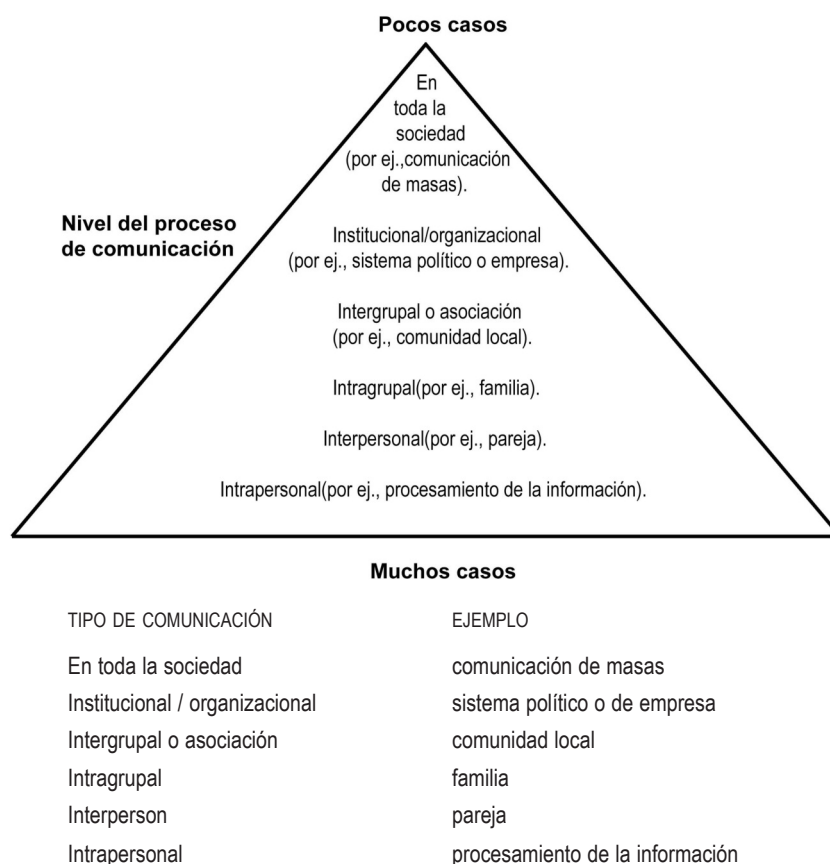 Pocos casos
En
toda la
sociedad
(por ej.,comunicación
de masas).
Nivel del proceso
de comunicación
Institucional/organizacional
(por ej., sistema político o empresa).
Intergrupal o asociación
(por ej., comunidad local).
Intragrupal(por ej., familia).
Interpersonal(por ej., pareja).
Intrapersonal(por ej., procesamiento de la información).
Muchos casos
TIPO DE COMUNICACIÓN EJEMPLO
En toda la sociedad comunicación de masas
Institucional / organizacional sistema político o de empresa
Intergrupal o asociación comunidad local
Intragrupal familia
Interperson pareja
Intrapersonal procesamiento de la información